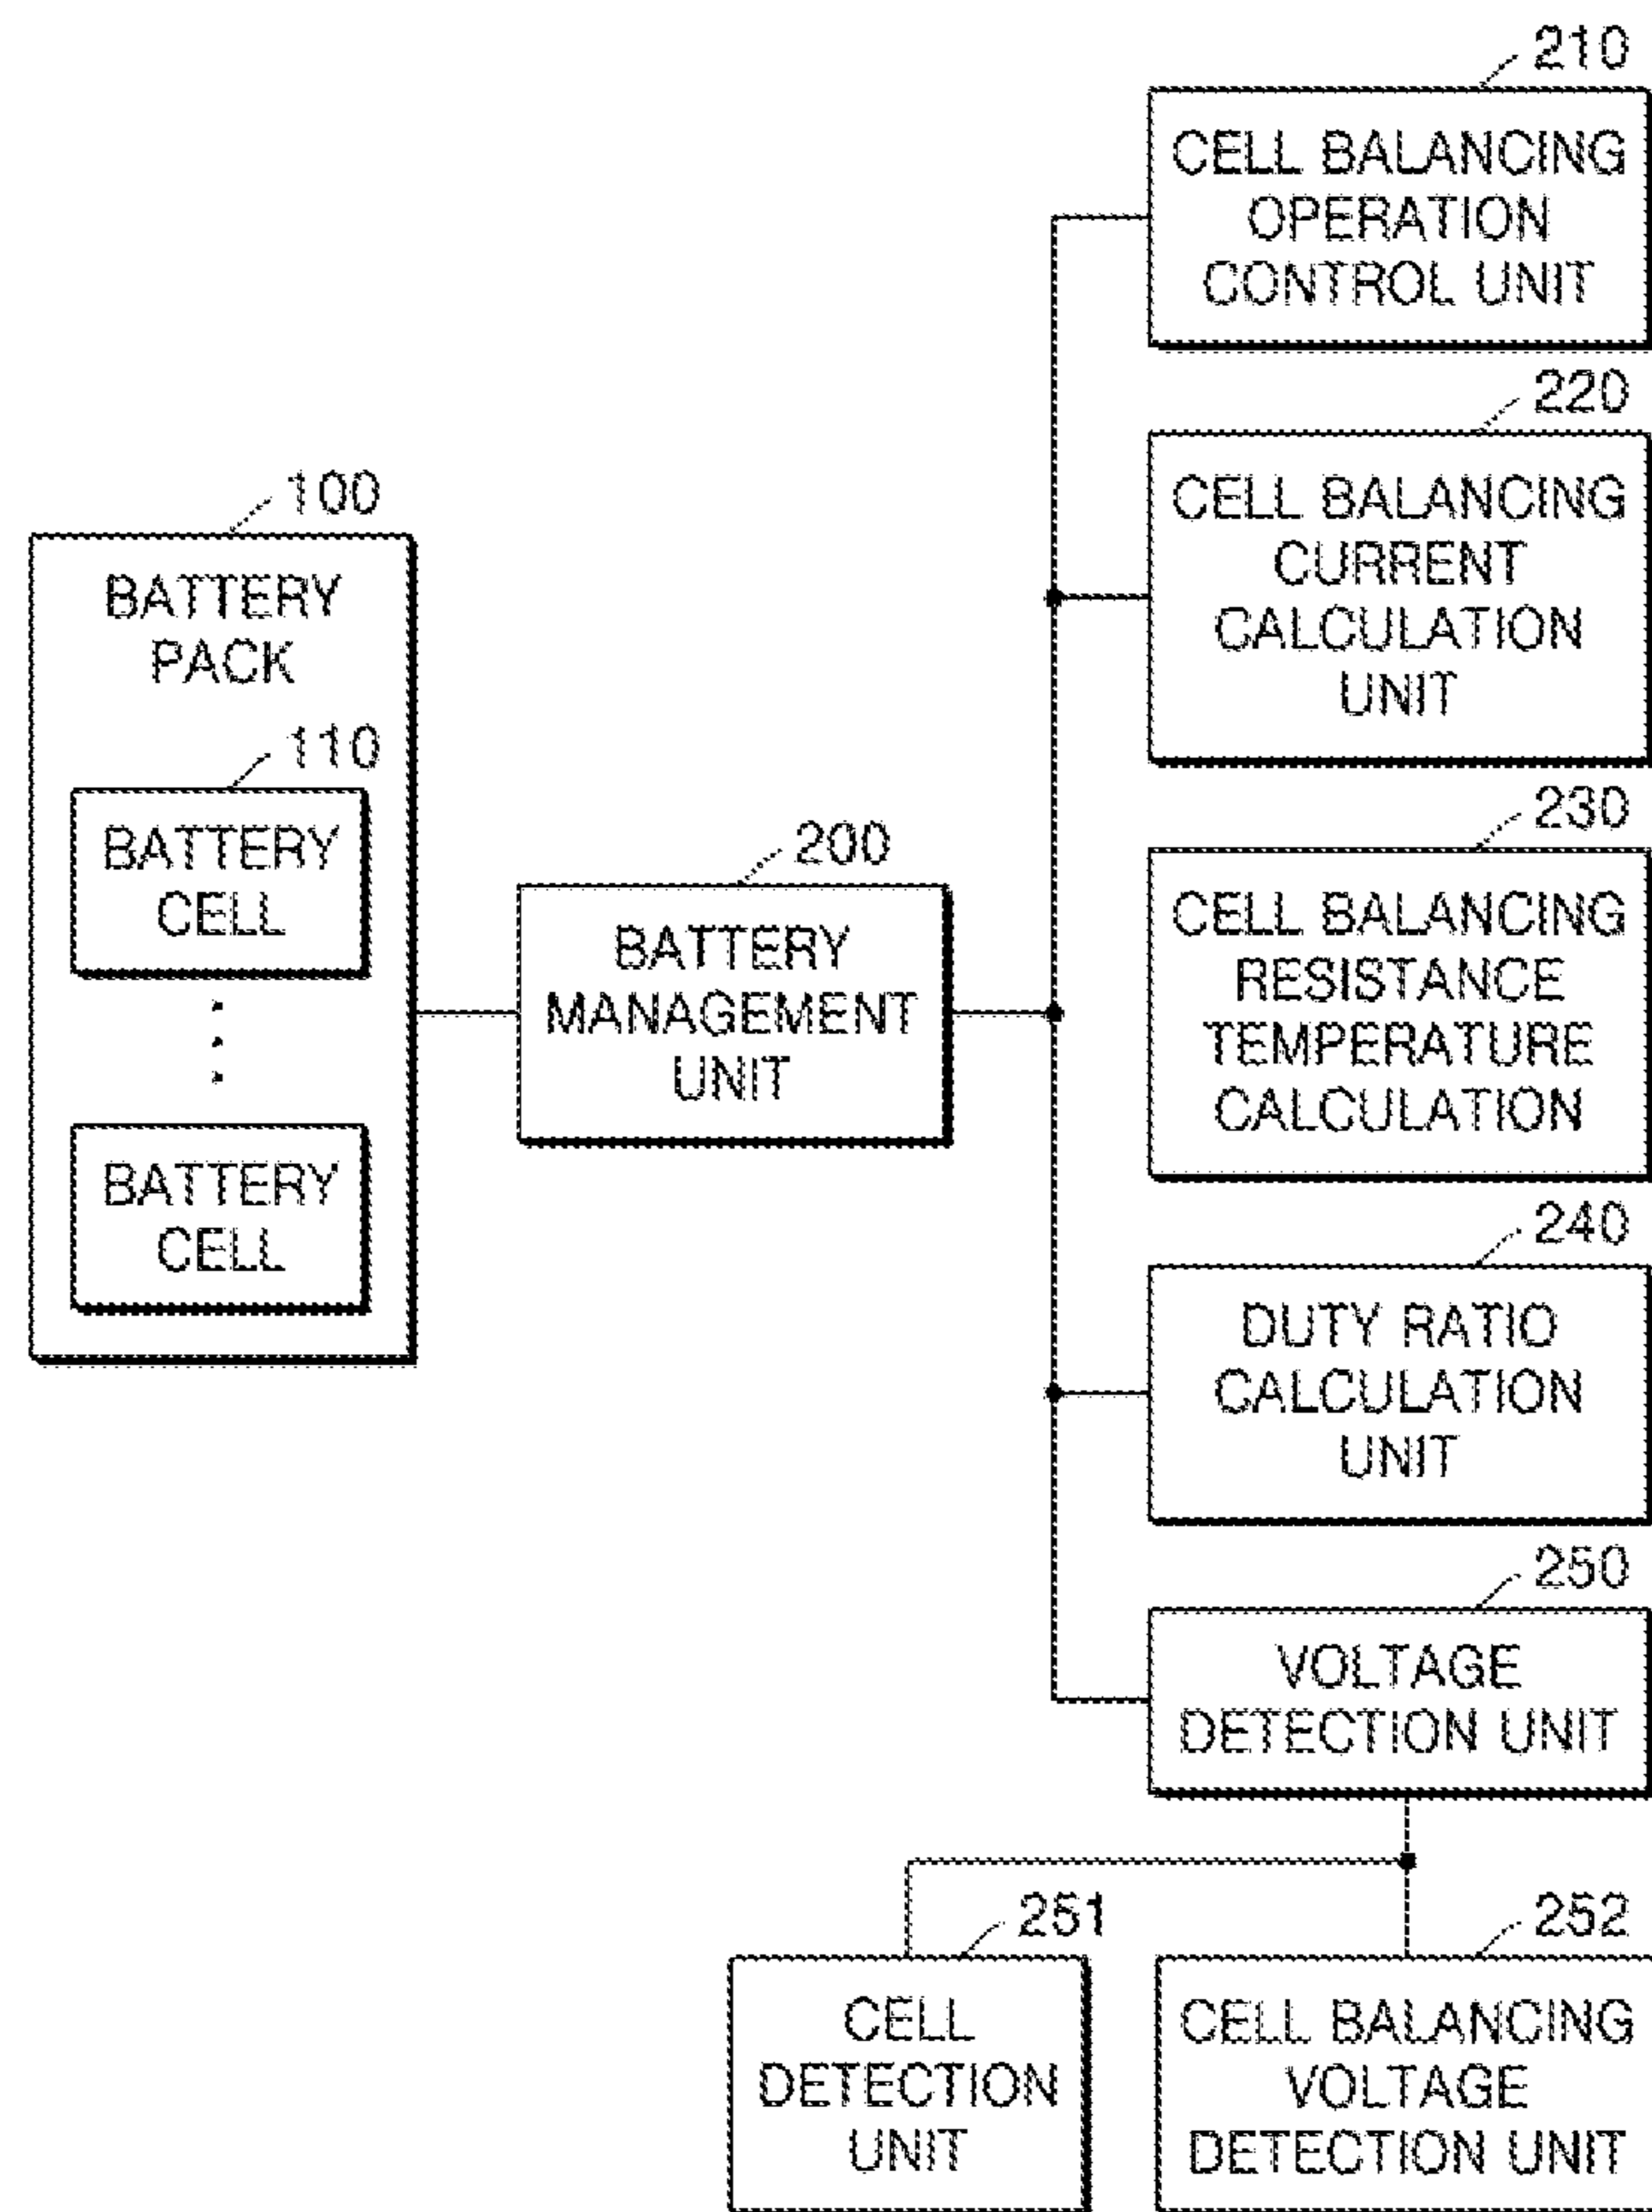 100
BATTERY
PACK
110
BATTERY
CELL
BATTERY
CELL
200
BATTERY
MANAGEMENT
UNIT
210
CELL BALANCING
OPERATION
CONTROL UNIT
220
CELL BALANCING
CURRENT
CALCULATION
UNIT
230
CELL BALANCING
RESISTANCE
TEMPERATURE
CALCULATION
240
DUTY RATIO
CALCULATION
UNIT
250
VOLTAGE
DETECTION UNIT
251
CELL
DETECTION
UNIT
252
CELL BALANCING
VOLTAGE
DETECTION UNIT